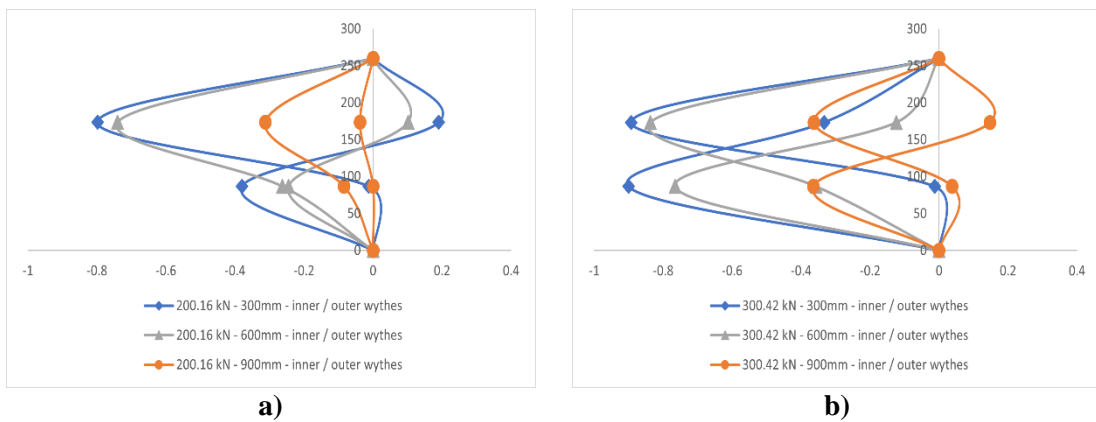 300
250
200
150
100
50
0
-1 -0.8 -0.6 -0.4 -0.2 0 0.2 0.4
200.16 kN - 300mm - inner / outer wythes
200.16 kN - 600mm - inner / outer wythes
200.16 kN - 900mm - inner / outer wythes
a)
300
250
200
150
100
50
0
-1 -0.8 -0.6 -0.4 -0.2 0 0.2 0.4
300.42 kN - 300mm - inner / outer wythes
300.42 kN - 600mm - inner / outer wythes
300.42 kN - 900mm - inner / outer wythes
b)